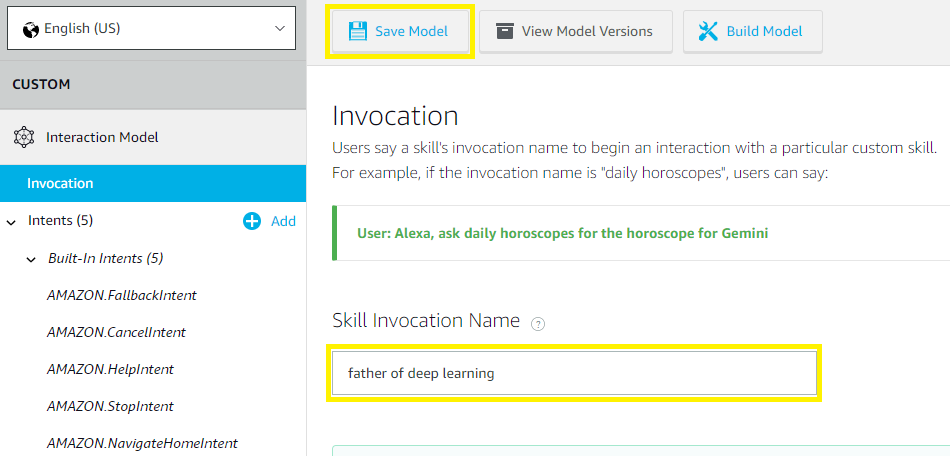 English (US)
CUSTOM
Interaction Model
Invocation
Intents (5)
Add
Built-In Intents (5)
AMAZON.FallbackIntent
AMAZON.CancelIntent
AMAZON.HelpIntent
AMAZON.StopIntent
AMAZON.NavigateHomeIntent
Save Model
View Model Versions
Build Model
Invocation
Users say a skill's invocation name to begin an interaction with a particular custom skill.
For example, if the invocation name is "daily horoscopes", users can say:
User: Alexa, ask daily horoscopes for the horoscope for Gemini
Skill Invocation Name ?
father of deep learning